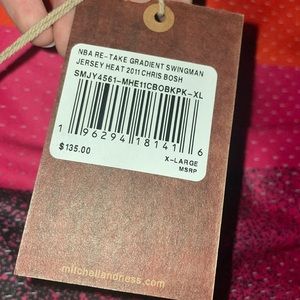 NBA RE-TAKE GRADIENT SWINGMAN
JERSEY HEAT 2011 CHRIS BOSH
SMJY4561-MHE11CBOBKPK-XL
1 96294 18141 6
X-LARGE
$135.00
MSRP
mitchellandness.com